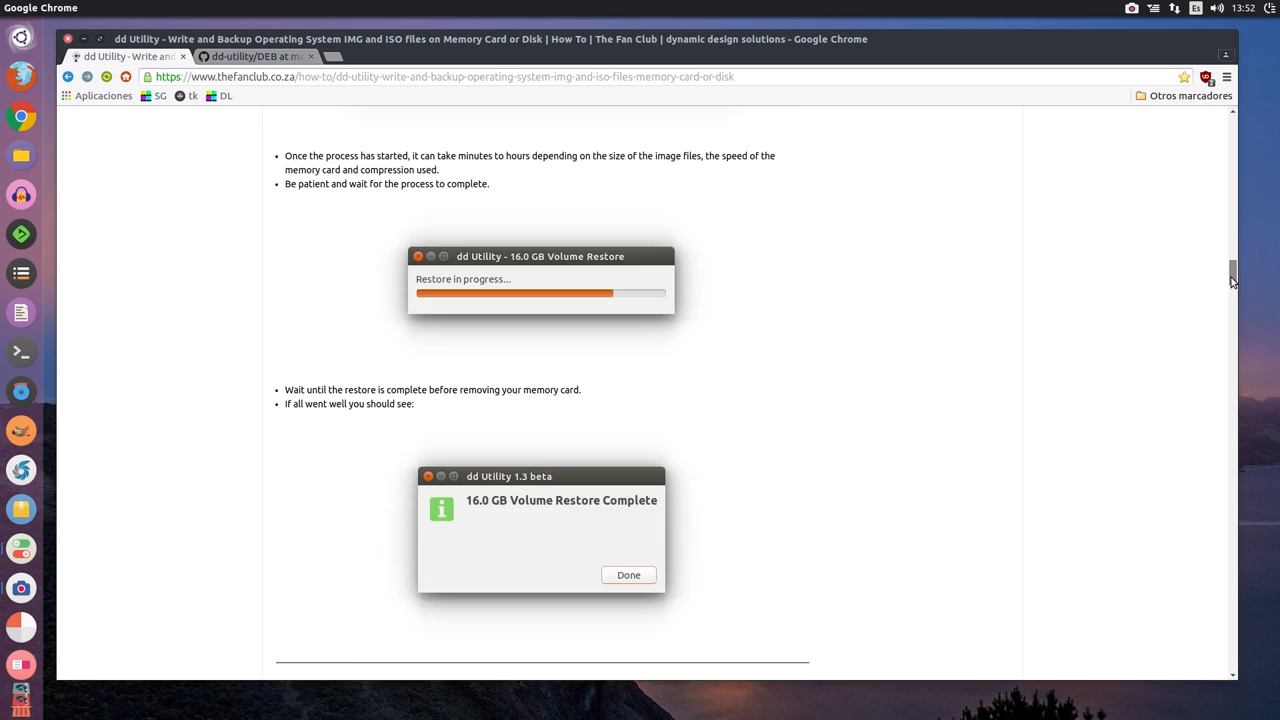 Google Chrome
Es
13:52
dd Utility - Write and Backup Operating System IMG and ISO files on Memory Card or Disk | How To | The Fan Club | dynamic design solutions - Google Chrome
dd Utility - Write and
dd-utility/DEB at ma
https://www.thefanclub.co.za/how-to/dd-utility-write-and-backup-operating-system-img-and-iso-files-memory-card-or-disk
Aplicaciones
SG
tk
DL
Otros marcadores
• Once the process has started, it can take minutes to hours depending on the size of the image files, the speed of the
memory card and compression used.
• Be patient and wait for the process to complete.
dd Utility - 16.0 GB Volume Restore
Restore in progress...
• Wait until the restore is complete before removing your memory card.
• If all went well you should see:
dd Utility 1.3 beta
16.0 GB Volume Restore Complete
Done